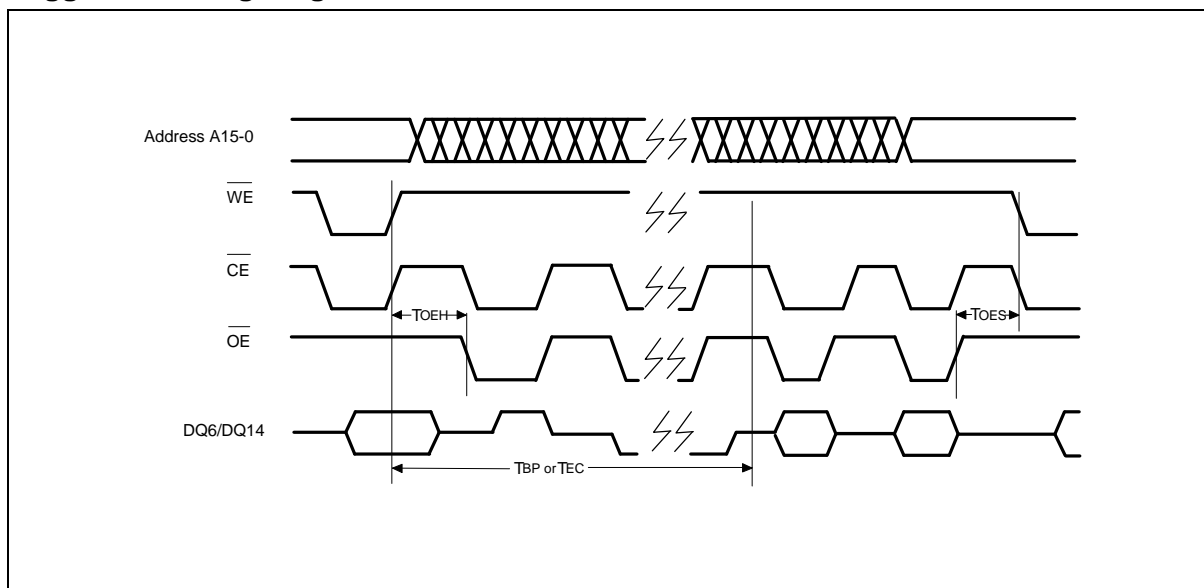 Address A15-0
WE
CE
TOEH
TOES
OE
DQ6/DQ14
TBP or TEC